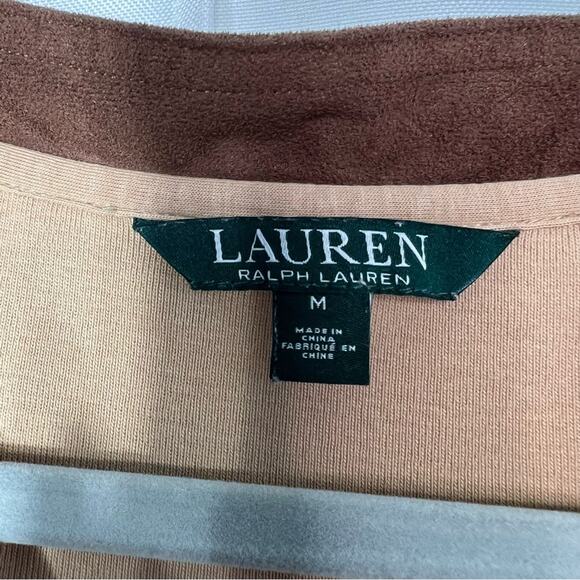 LAUREN
RALPH LAUREN
M
MADE IN
CHINA
FABRIQUÉ EN
CHINE